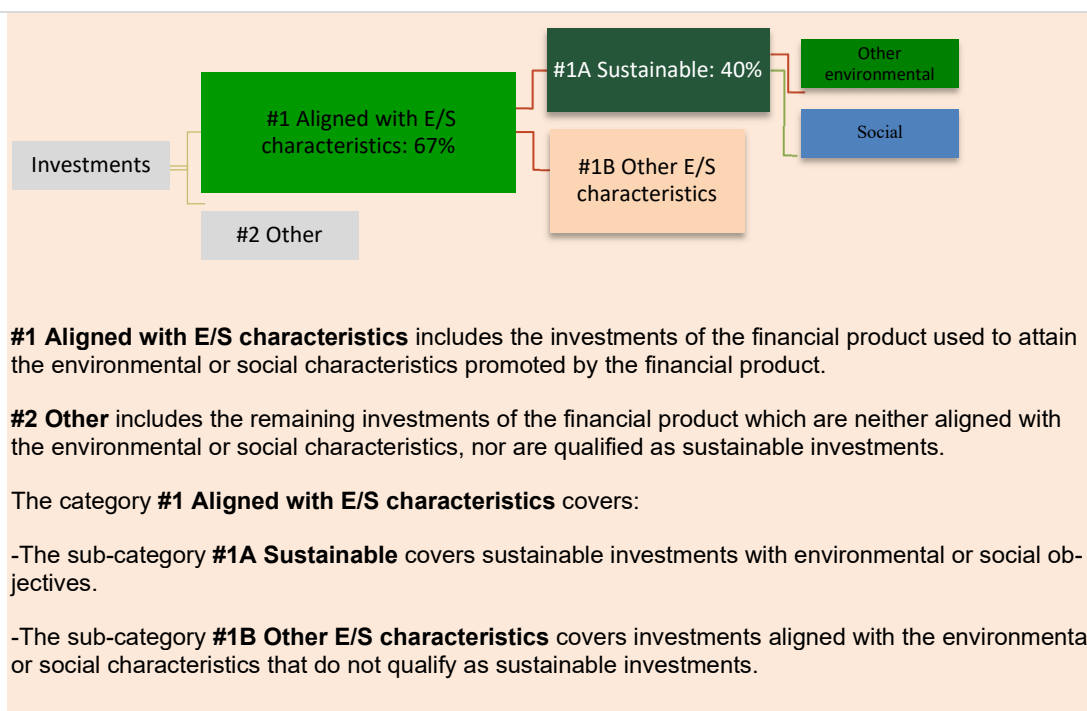 Investments
#1 Aligned with E/S
characteristics: 67%
#2 Other
#1A Sustainable: 40%
#1B Other E/S
characteristics
Other
environmental
Social
#1 Aligned with E/S characteristics includes the investments of the financial product used to attain
the environmental or social characteristics promoted by the financial product.
#2 Other includes the remaining investments of the financial product which are neither aligned with
the environmental or social characteristics, nor are qualified as sustainable investments.
The category #1 Aligned with E/S characteristics covers:
-The sub-category #1A Sustainable covers sustainable investments with environmental or social ob-
jectives.
-The sub-category #1B Other E/S characteristics covers investments aligned with the environmenta
or social characteristics that do not qualify as sustainable investments.